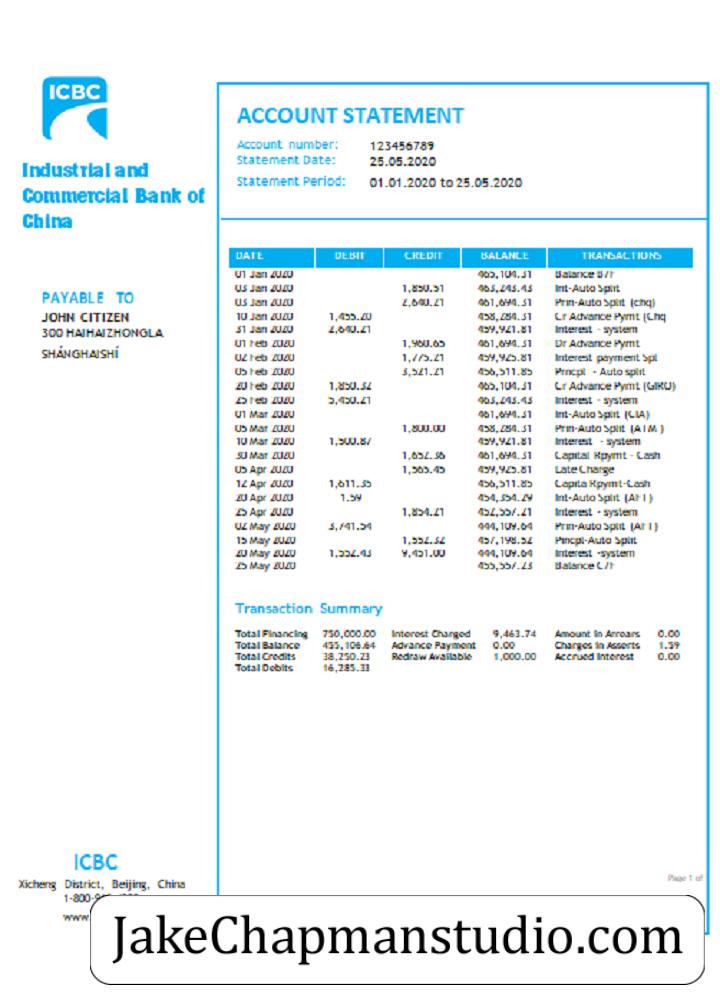 ICBC
Industrial and
Commercial Bank of
China
PAYABLE TO
JOHN CITIZEN
300 HAIHAIZHONGLA
SHÁNGHAISHÍ
ACCOUNT STATEMENT
Account number: 123456789
Statement Date: 25.05.2020
Statement Period: 01.01.2020 to 25.05.2020
DATE DEBIT CREDIT BALANCE TRANSACTIONS
01 Jan 2020 465,104.31 Balance B/F
03 Jan 2020 1,850.51 463,243.43 Int-Auto Split
03 Jan 2020 2,640.21 461,694.31 Prin-Auto Split (chq)
10 Jan 2020 1,455.20 458,284.31 Cr Advance Pymt (Chq
31 Jan 2020 2,640.21 459,921.81 Interest - system
01 Feb 2020 1,960.65 461,694.31 Dr Advance Pymt
02 Feb 2020 1,775.21 459,925.81 Interest payment Spl
05 Feb 2020 3,521.21 456,511.85 Princpl - Auto split
20 Feb 2020 1,850.32 465,104.31 Cr Advance Pymt (GIRO)
25 Feb 2020 5,450.21 463,243.43 Interest - system
01 Mar 2020 461,694.31 Int-Auto Split (CIA)
05 Mar 2020 1,800.00 458,284.31 Prin-Auto Split (ATM )
10 Mar 2020 1,500.87 459,921.81 Interest - system
30 Mar 2020 1,652.36 461,694.31 Capital Rpymt - Cash
05 Apr 2020 1,565.45 459,925.81 Late Charge
12 Apr 2020 1,611.35 456,511.85 Capita Rpymt-Cash
20 Apr 2020 1.59 454,354.29 Int-Auto Split (AFT)
25 Apr 2020 1,854.21 452,557.21 Interest - system
02 May 2020 3,741.54 444,109.64 Prin-Auto Split (AFT)
15 May 2020 1,552.32 457,198.52 Pincpl-Auto Split
20 May 2020 1,552.43 9,451.00 444,109.64 Interest -system
25 May 2020 455,557.23 Balance C/F
Transaction Summary
Total Financing 750,000.00 Interest Charged 9,463.74 Amount in Arrears 0.00
Total Balance 455,106.64 Advance Payment 0.00 Charges in Asserts 1.59
Total Credits 38,250.23 Redraw Available 1,000.00 Accrued Interest 0.00
Total Debits 16,285.33
ICBC
Xicheng District, Beijing, China
1-800-9
www.
Page 1 of
JakeChapmanstudio.com